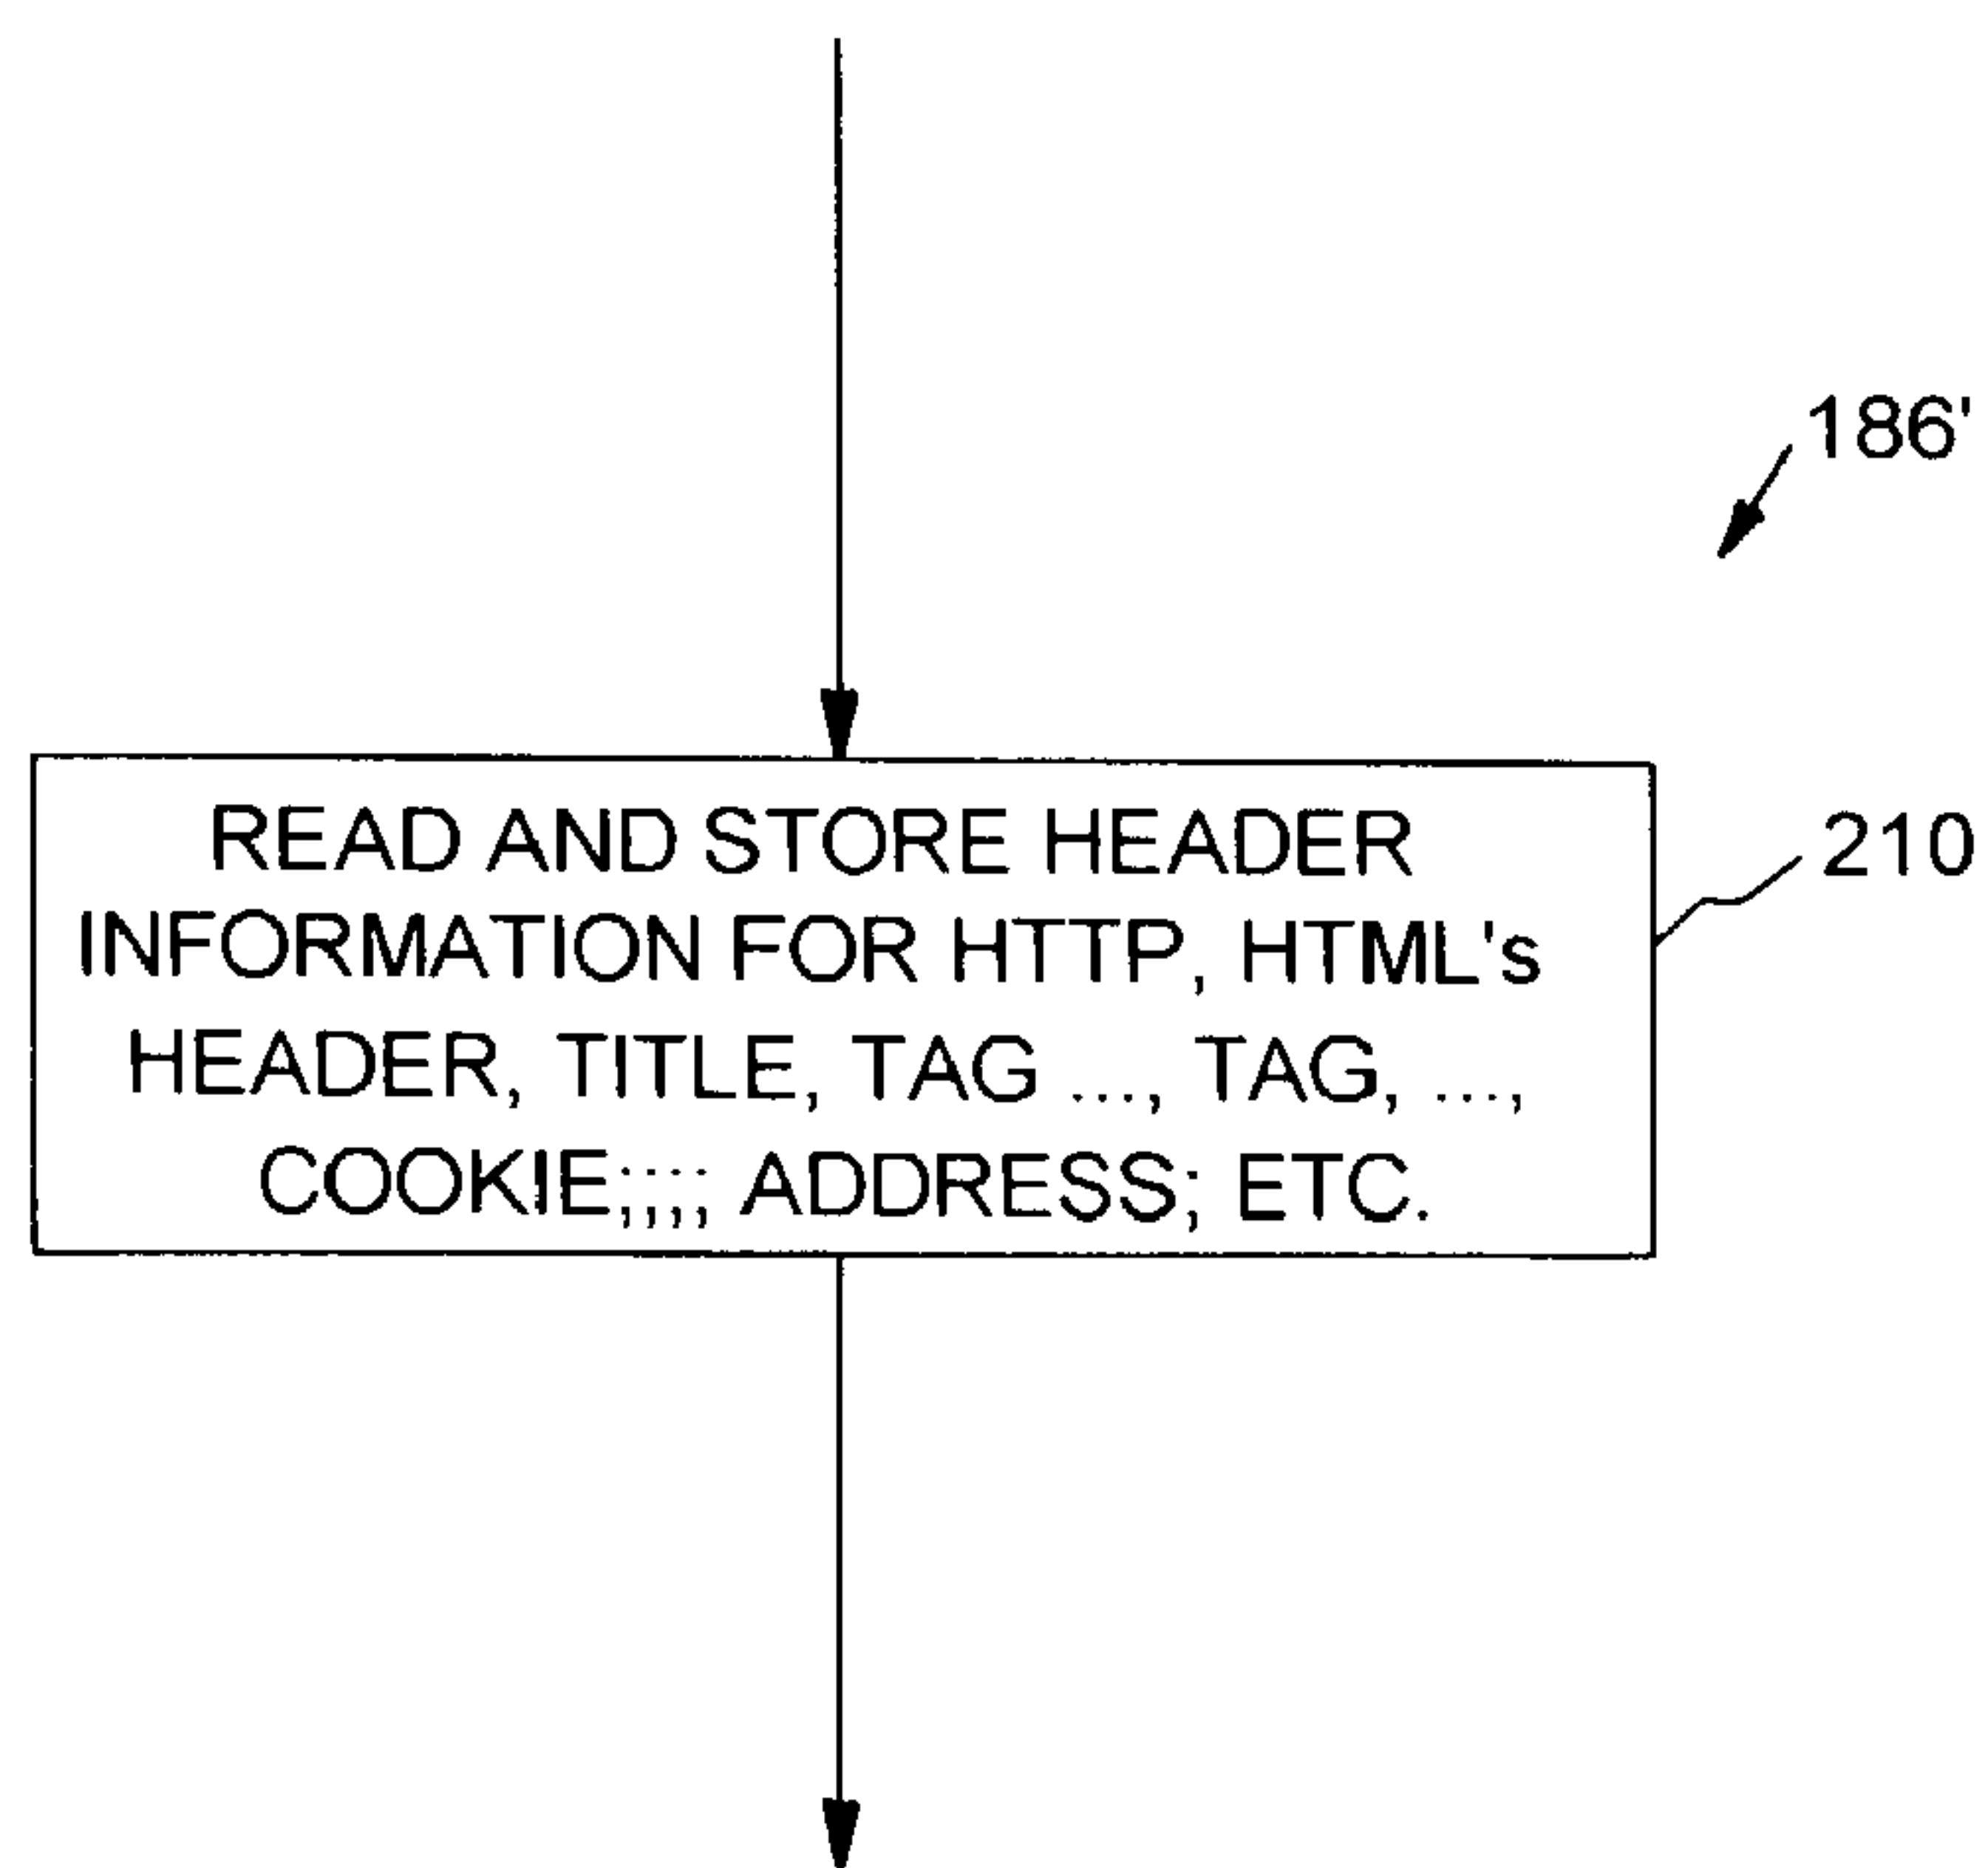 186'
READ AND STORE HEADER
210
INFORMATION FOR HTTP, HTML's
HEADER, TITLE, TAG ..., TAG, ...,
COOKIE;;;; ADDRESS; ETC.